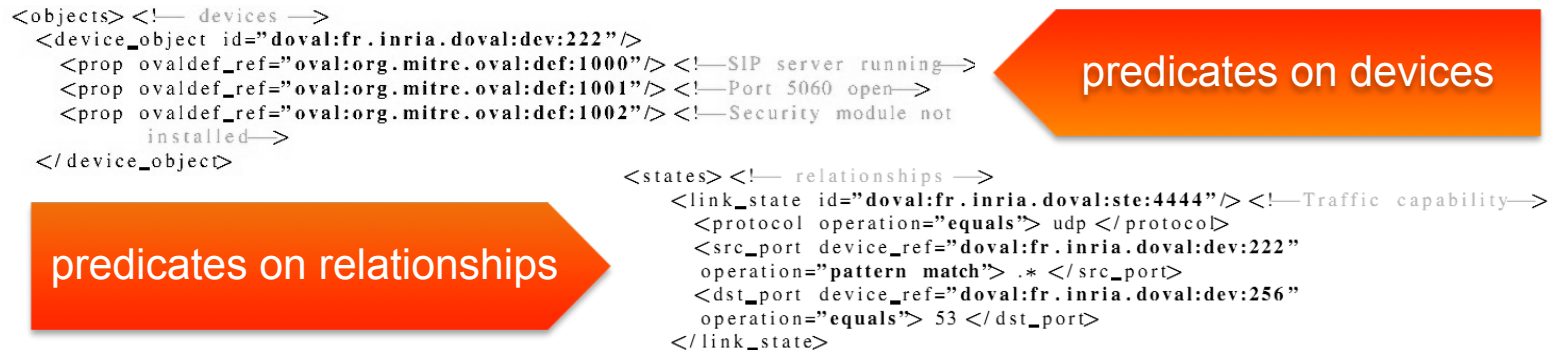 <objects> <!— devices —>
<device_object id="doval:fr.inria.doval:dev:222"/>
<prop ovaldef_ref="oval:org.mitre.oval:def:1000"/> <!—SIP server running—>
<prop ovaldef_ref="oval:org.mitre.oval:def:1001"/> <!—Port 5060 open—>
<prop ovaldef_ref="oval:org.mitre.oval:def:1002"/> <!—Security module not
installed—>
</device_object>
predicates on devices
predicates on relationships
<states> <!— relationships —>
<link_state id="doval:fr.inria.doval:ste:4444"/> <!—Traffic capability—>
<protocol operation="equals"> udp </protocol>
<src_port device_ref="doval:fr.inria.doval:dev:222"
operation="pattern match"> .* </src_port>
<dst_port device_ref="doval:fr.inria.doval:dev:256"
operation="equals"> 53 </dst_port>
</link_state>